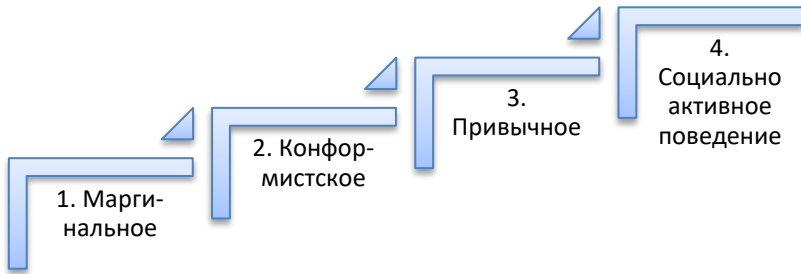 1. Марги-
нальное
2. Конфор-
мистское
3.
Привычное
4.
Социально
активное
поведение